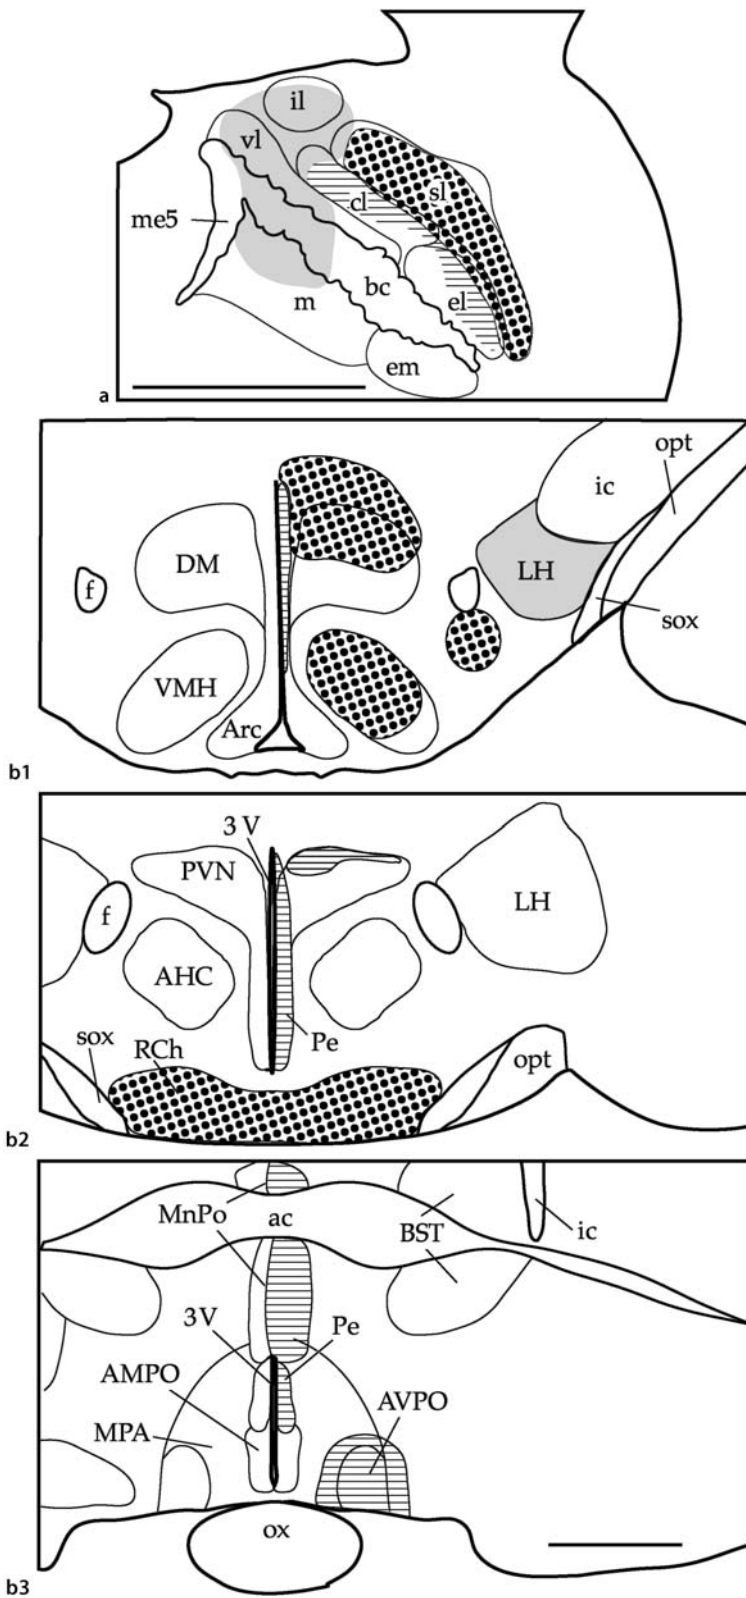 il
vl
sl
cl
me5
bc
el
m
em
a
opt
ic
DM
LH
f
sox
VMH
Arc
b1
3 V
PVN
LH
f
AHC
Pe
sox
RCh
opt
b2
MnPo
ac
BST
ic
3V
Pe
AMPO
AVPO
MPA
ox
b3